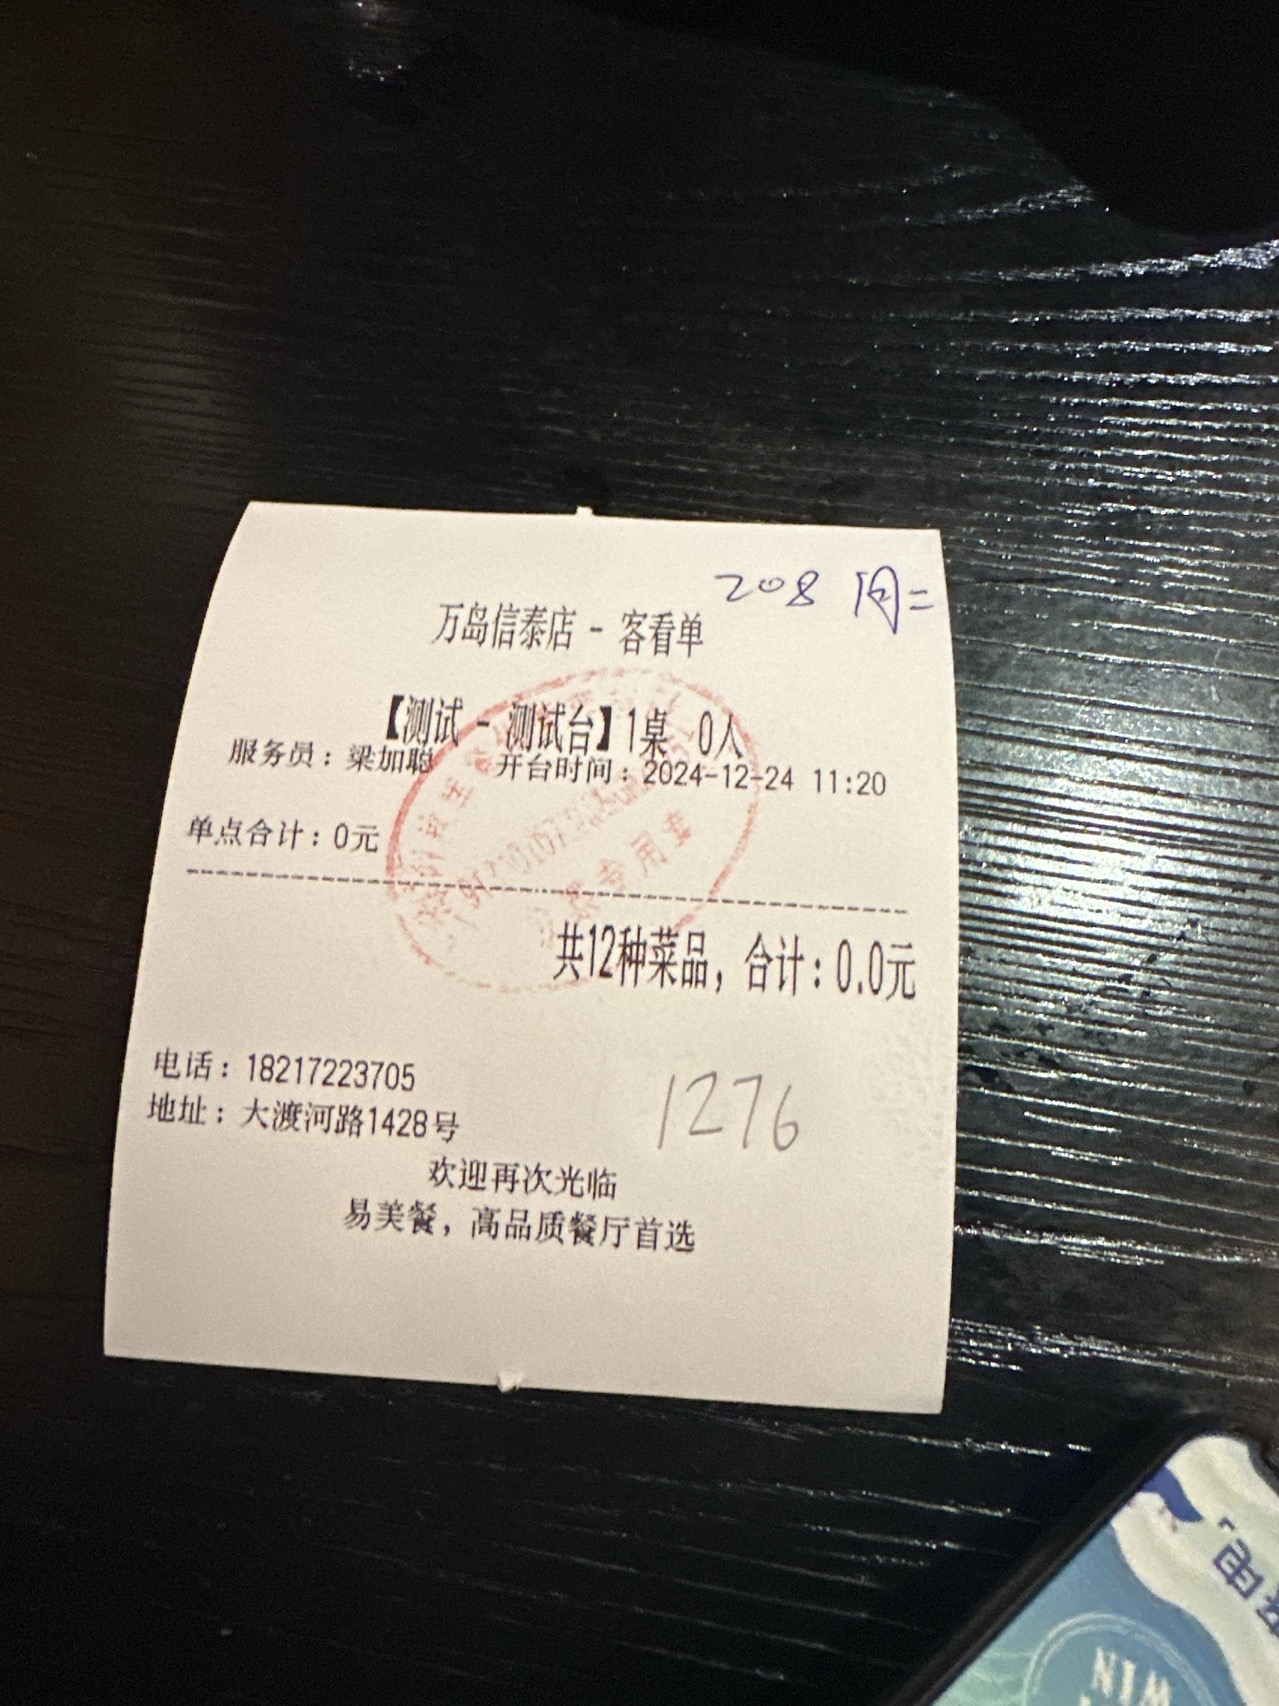 208 周二
万岛信泰店 - 客看单
【测试 - 测试台】1桌 0人
服务员：梁加聪 开台时间：2024-12-24 11:20
单点合计：0元
共12种菜品，合计：0.0元
电话：18217223705
地址：大渡河路1428号
1276
欢迎再次光临
易美餐，高品质餐厅首选
专用章
NIM